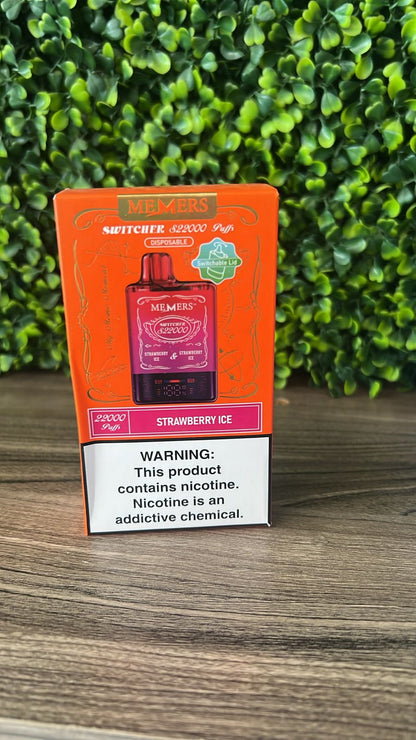 MEMERS
SWITCHER S22000 Puffs
DISPOSABLE
Switchable Lid
MEMERS
SWITCHER
S22000
STRAWBERRY ICE & STRAWBERRY ICE
100
22000 Puffs
STRAWBERRY ICE
WARNING:
This product
contains nicotine.
Nicotine is an
addictive chemical.